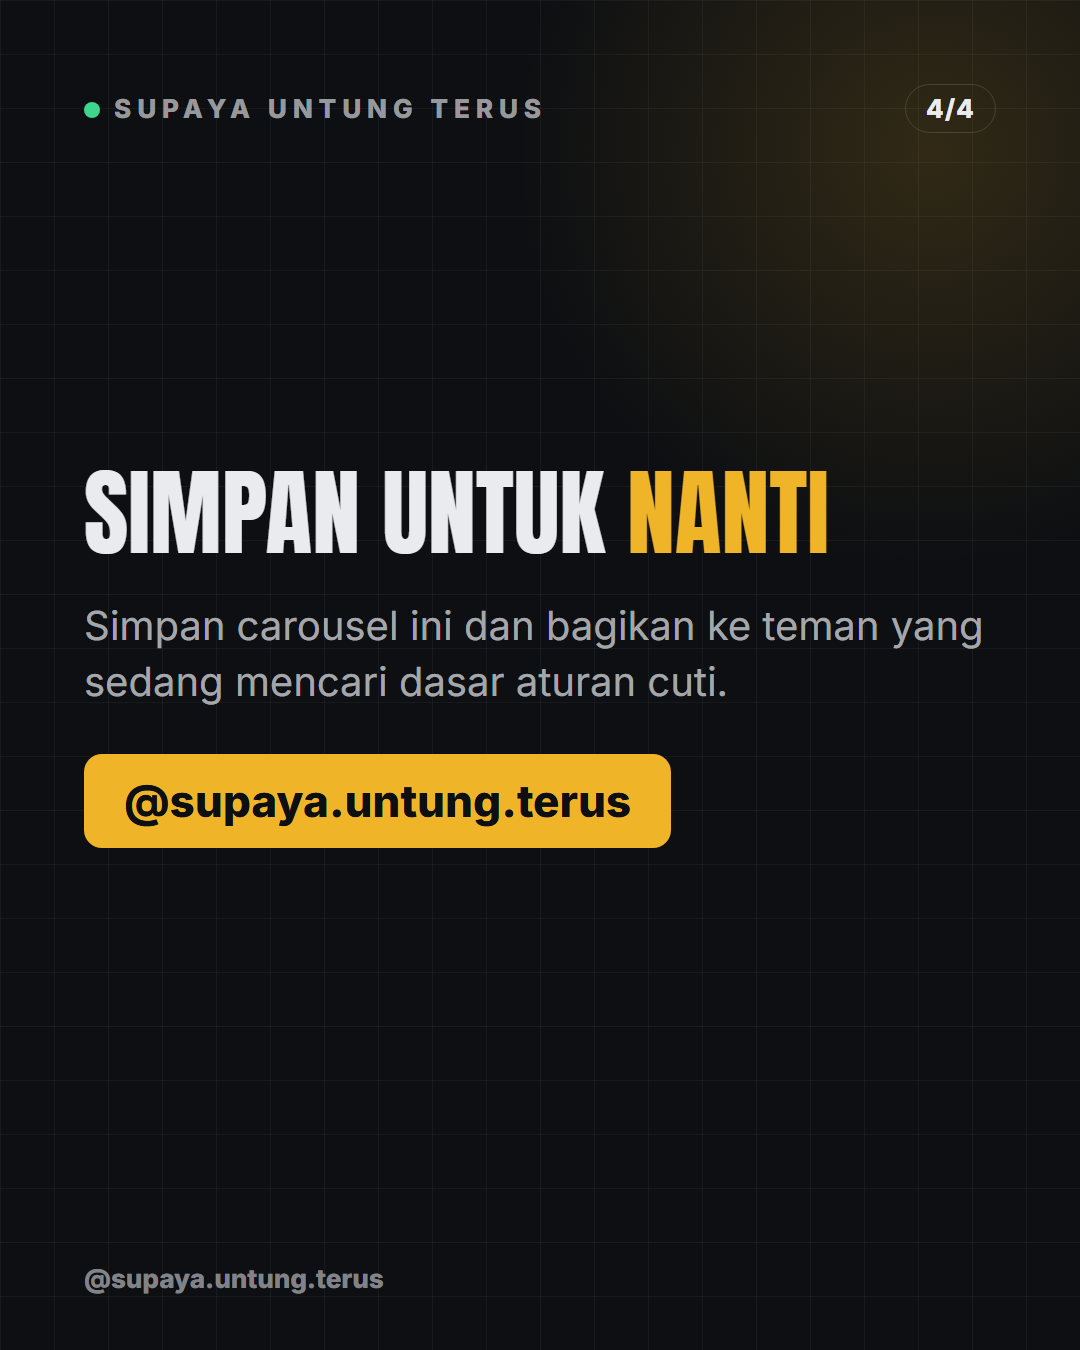 SUPAYA UNTUNG TERUS
4/4
SIMPAN UNTUK NANTI
Simpan carousel ini dan bagikan ke teman yang
sedang mencari dasar aturan cuti.
@supaya.untung.terus
@supaya.untung.terus